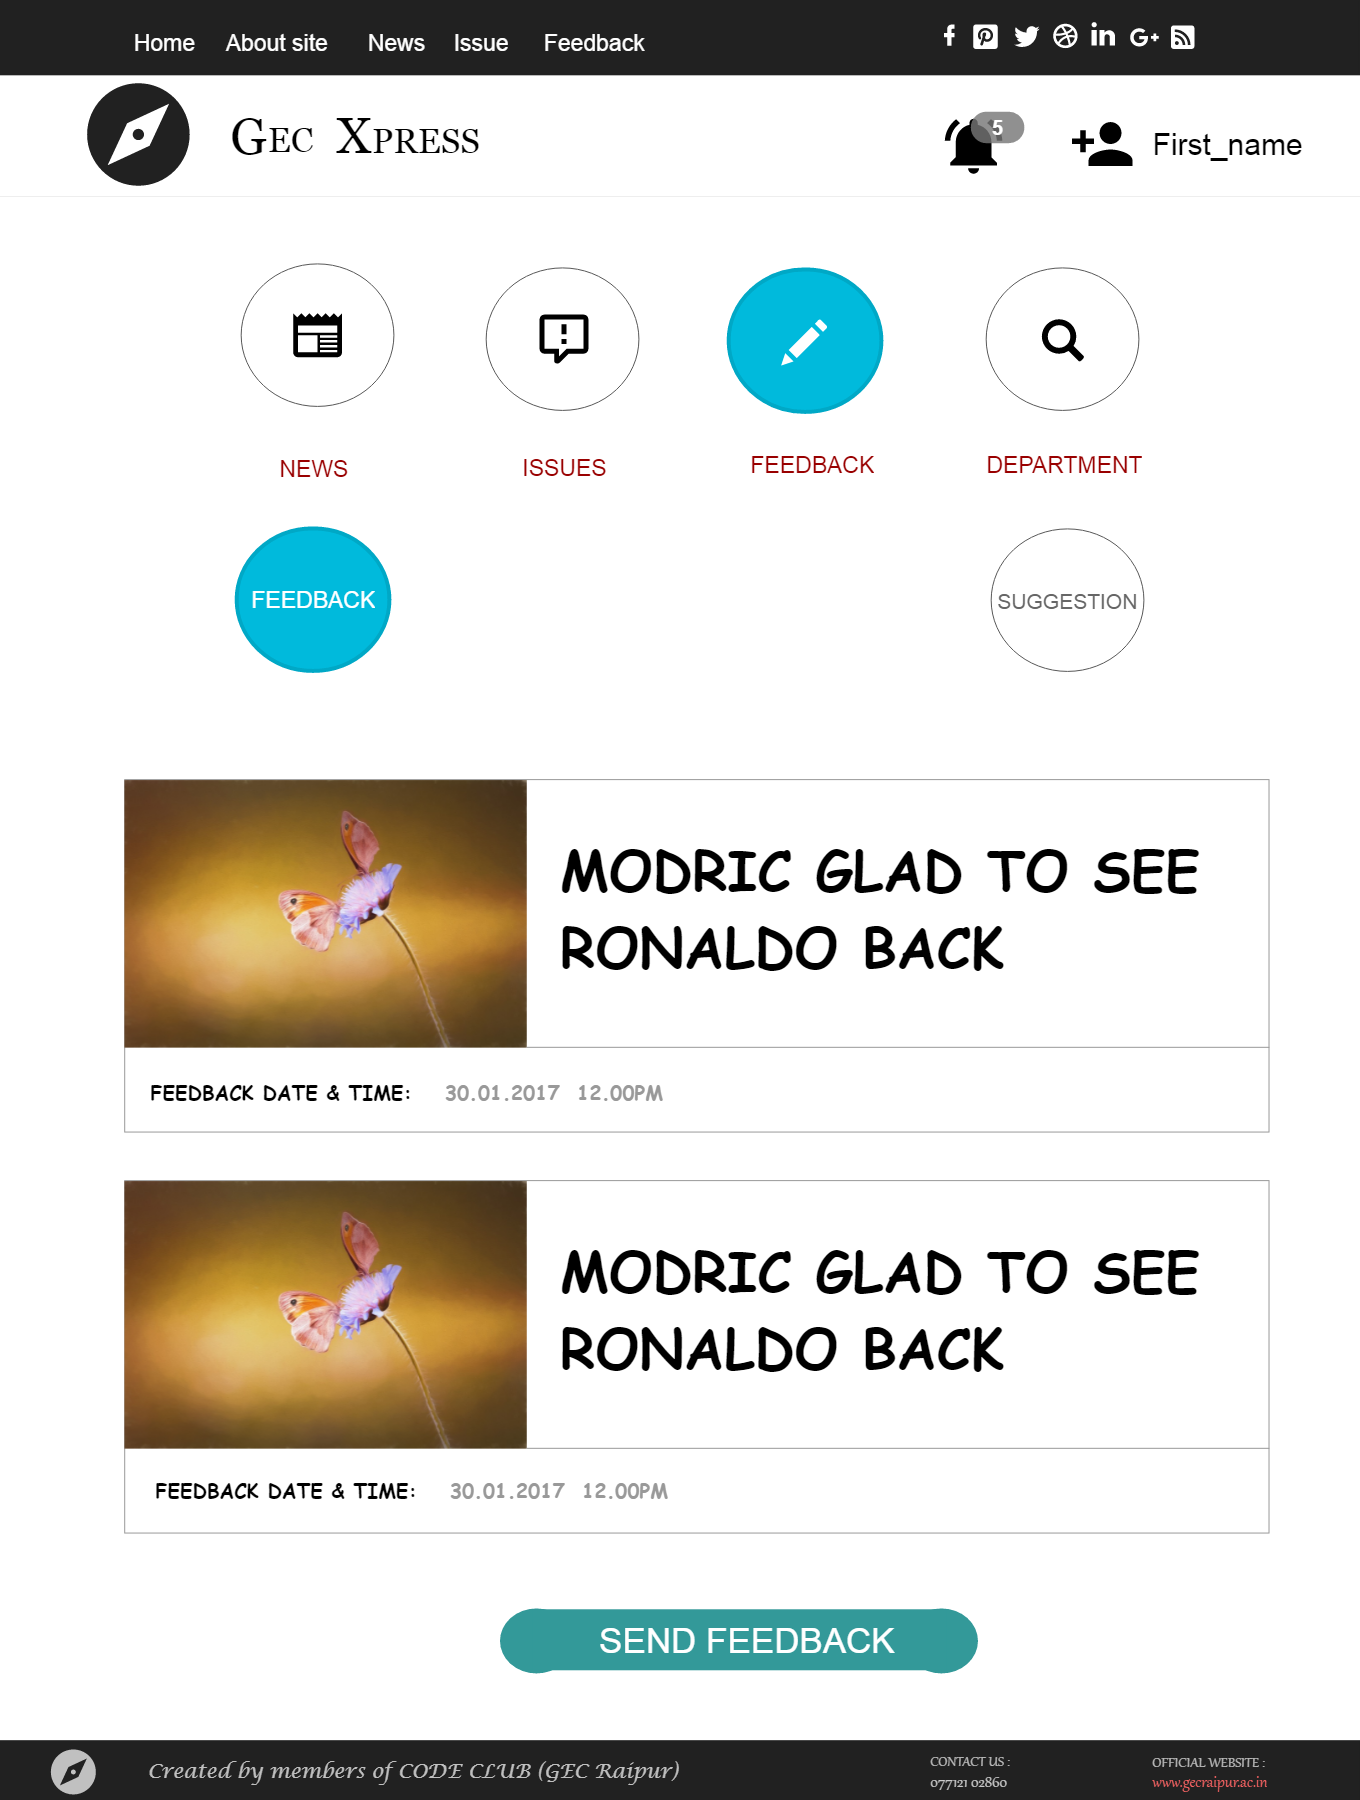 Home About site News Issue Feedback
Gec Xpress
5
First_name
NEWS
ISSUES
FEEDBACK
DEPARTMENT
FEEDBACK
SUGGESTION
MODRIC GLAD TO SEE
RONALDO BACK
FEEDBACK DATE & TIME: 30.01.2017 12.00PM
MODRIC GLAD TO SEE
RONALDO BACK
FEEDBACK DATE & TIME: 30.01.2017 12.00PM
SEND FEEDBACK
Created by members of CODE CLUB (GEC Raipur)
CONTACT US :
077121 02860
OFFICIAL WEBSITE :
www.gecraipur.ac.in